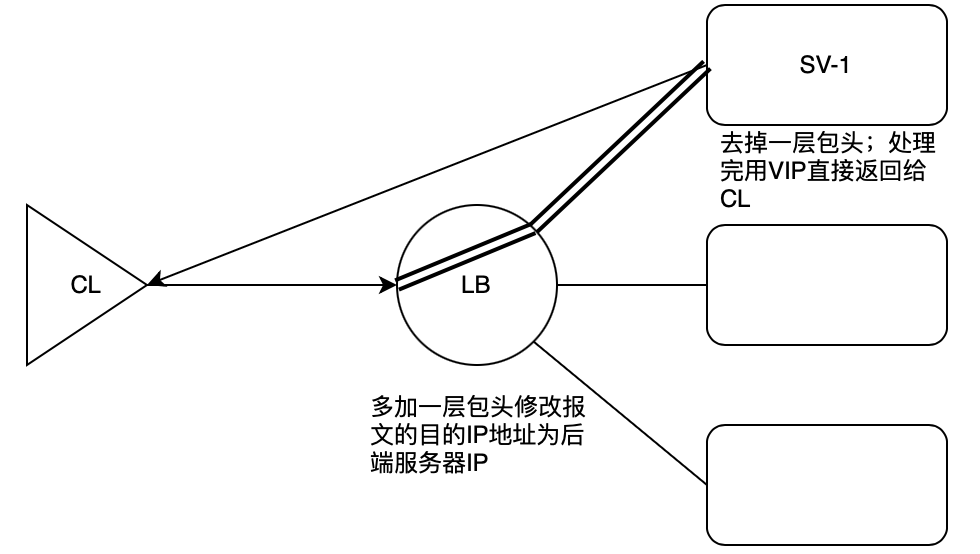 SV-1
去掉一层包头；处理
完用VIP直接返回给
CL
CL
LB
多加一层包头修改报
文的目的IP地址为后
端服务器IP